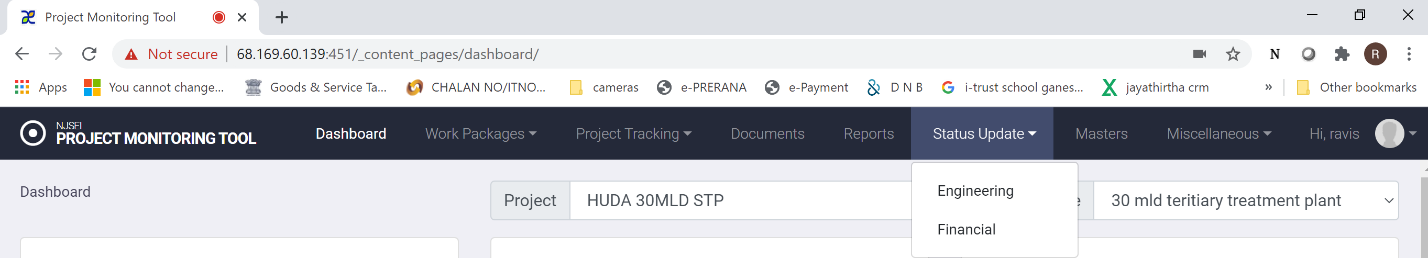 Project Monitoring Tool
Not secure 68.169.60.139:451/_content_pages/dashboard/ N R
Apps You cannot change... Goods & Service Ta... CHALAN NO/ITNO... cameras e-PRERANA e-Payment D N B i-trust school ganes... jayathirtha crm » Other bookmarks
NJSEI
PROJECT MONITORING TOOL Dashboard Work Packages Project Tracking Documents Reports Status Update Masters Miscellaneous Hi, ravis
Dashboard
Project HUDA 30MLD STP 30 mld teritiary treatment plant
Engineering
Financial